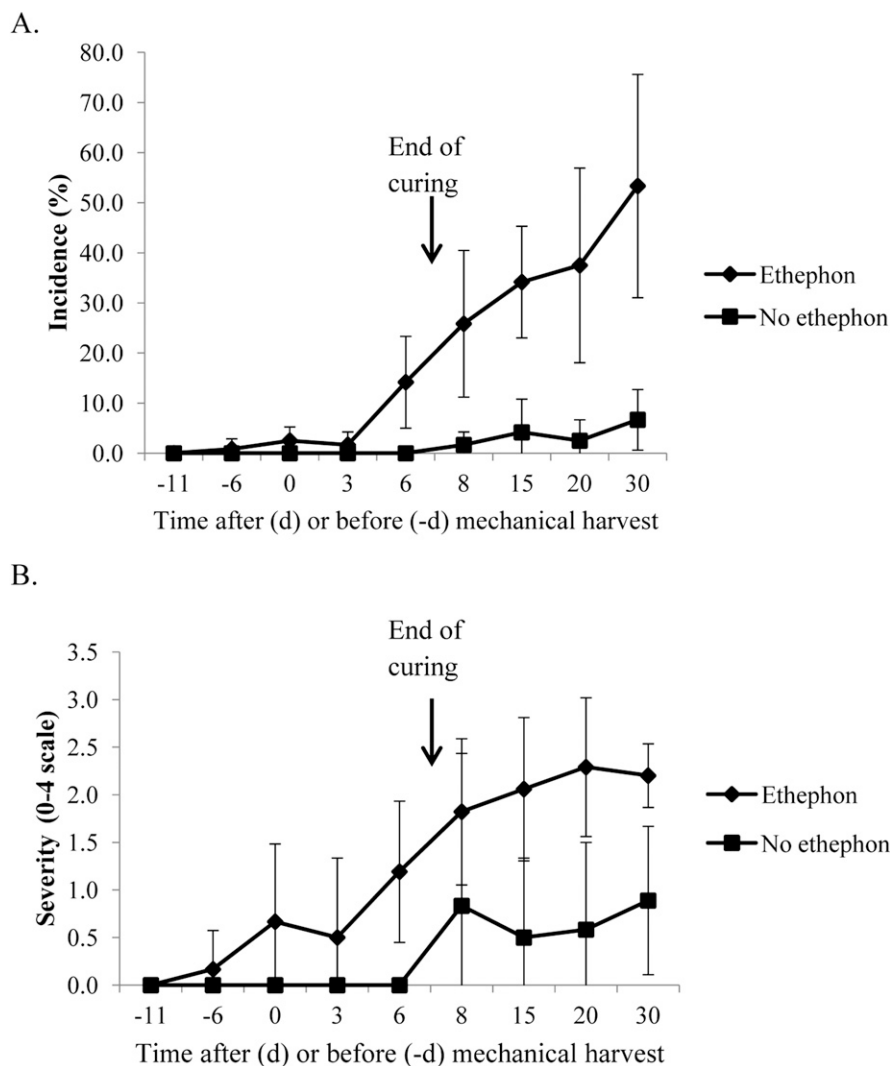 A.
80.0
70.0
60.0
50.0
40.0
30.0
20.0
10.0
0.0
Incidence (%)
End of
curing
Ethephon
No ethephon
-11 -6 0 3 6 8 15 20 30
Time after (d) or before (-d) mechanical harvest
B.
3.5
3.0
2.5
2.0
1.5
1.0
0.5
0.0
Severity (0-4 scale)
End of
curing
Ethephon
No ethephon
-11 -6 0 3 6 8 15 20 30
Time after (d) or before (-d) mechanical harvest